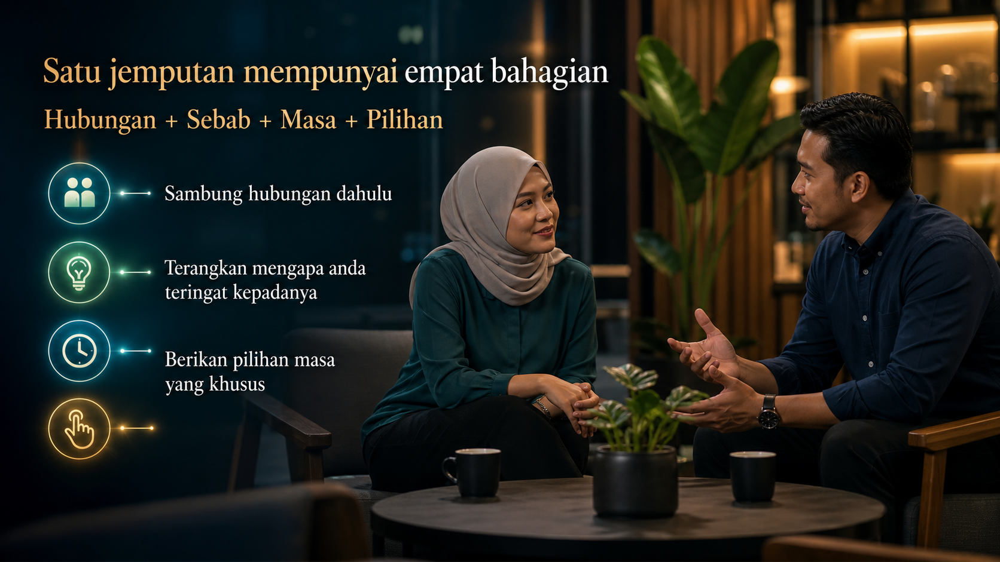 Satu jemputan mempunyai empat bahagian
Hubungan + Sebab + Masa + Pilihan
Sambung hubungan dahulu
Terangkan mengapa anda
teringat kepadanya
Berikan pilihan masa
yang khusus